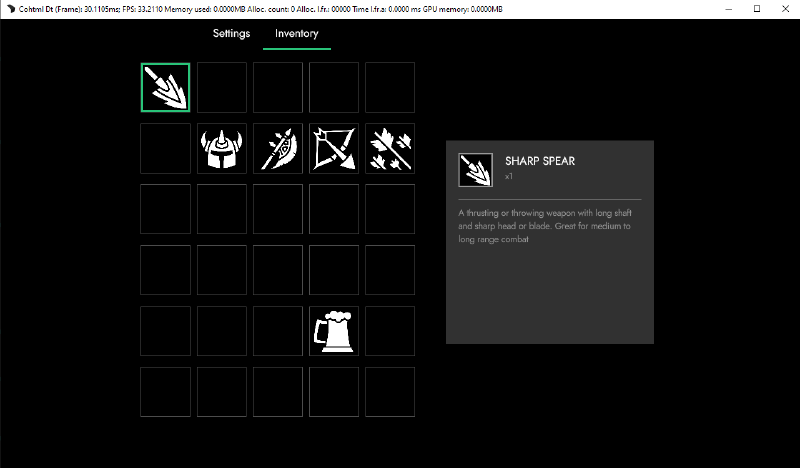 Cohtml Dt (Frame): 30.1105ms; FPS: 33.2110 Memory used: 0.0000MB Alloc. count: 0 Alloc. l.fr.: 00000 Time l.fr.a: 0.0000 ms GPU memory: 0.0000MB
Settings Inventory
SHARP SPEAR
x1
A thrusting or throwing weapon with long shaft
and sharp head or blade. Great for medium to
long range combat